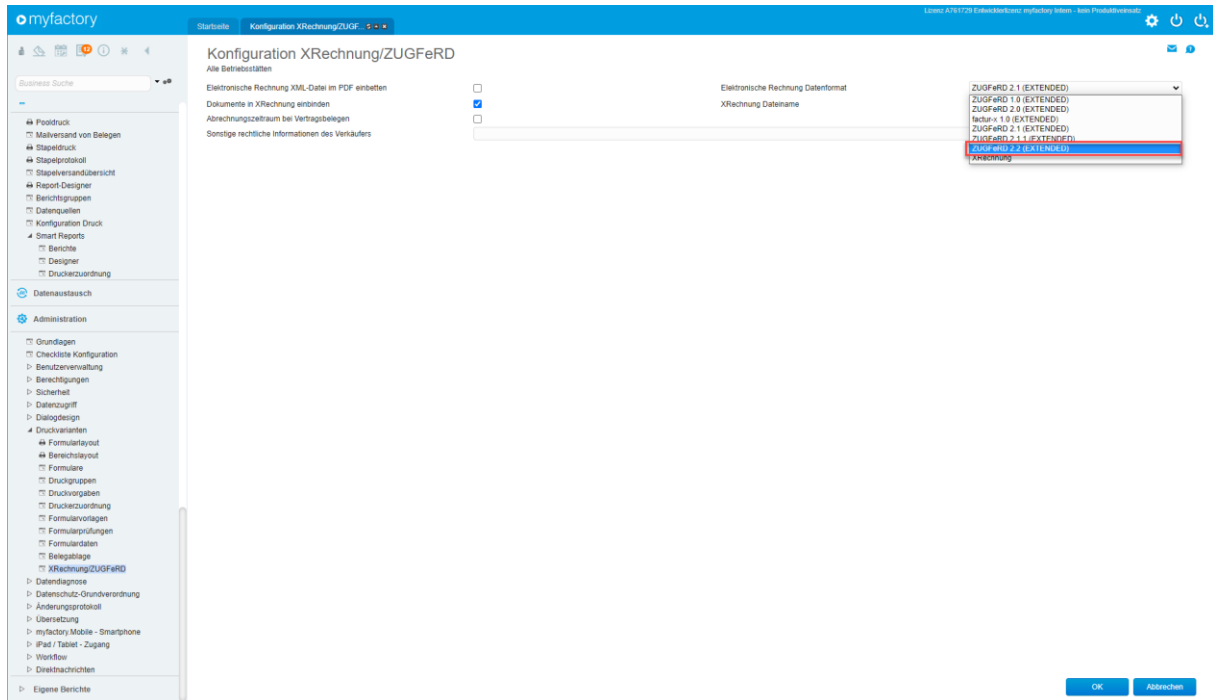 myfactory
Lizenz A761729 Entwicklerlizenz myfactory Intern - kein Produktiveinsatz
Startseite
Konfiguration XRechnung/ZUGF...
12
Business Suche
Pooldruck
Mailversand von Belegen
Stapeldruck
Stapelprotokoll
Stapelversandübersicht
Report-Designer
Berichtsgruppen
Datenquellen
Konfiguration Druck
Smart Reports
Berichte
Designer
Druckerzuordnung
Datenaustausch
Administration
Grundlagen
Checkliste Konfiguration
Benutzerverwaltung
Berechtigungen
Sicherheit
Datenzugriff
Dialogdesign
Druckvarianten
Formularlayout
Bereichslayout
Formulare
Druckgruppen
Druckvorgaben
Druckerzuordnung
Formularvorlagen
Formularprüfungen
Formulardaten
Belegablage
XRechnung/ZUGFeRD
Datendiagnose
Datenschutz-Grundverordnung
Änderungsprotokoll
Übersetzung
myfactory.Mobile - Smartphone
iPad / Tablet - Zugang
Workflow
Direktnachrichten
Eigene Berichte
Konfiguration XRechnung/ZUGFeRD
Alle Betriebsstätten
Elektronische Rechnung XML-Datei im PDF einbetten
Dokumente in XRechnung einbinden
Abrechnungszeitraum bei Vertragsbelegen
Sonstige rechtliche Informationen des Verkäufers
Elektronische Rechnung Datenformat
XRechnung Dateiname
ZUGFeRD 2.1 (EXTENDED)
ZUGFeRD 1.0 (EXTENDED)
ZUGFeRD 2.0 (EXTENDED)
factur-x 1.0 (EXTENDED)
ZUGFeRD 2.1 (EXTENDED)
ZUGFeRD 2.1.1 (EXTENDED)
ZUGFeRD 2.2 (EXTENDED)
XRechnung
OK
Abbrechen